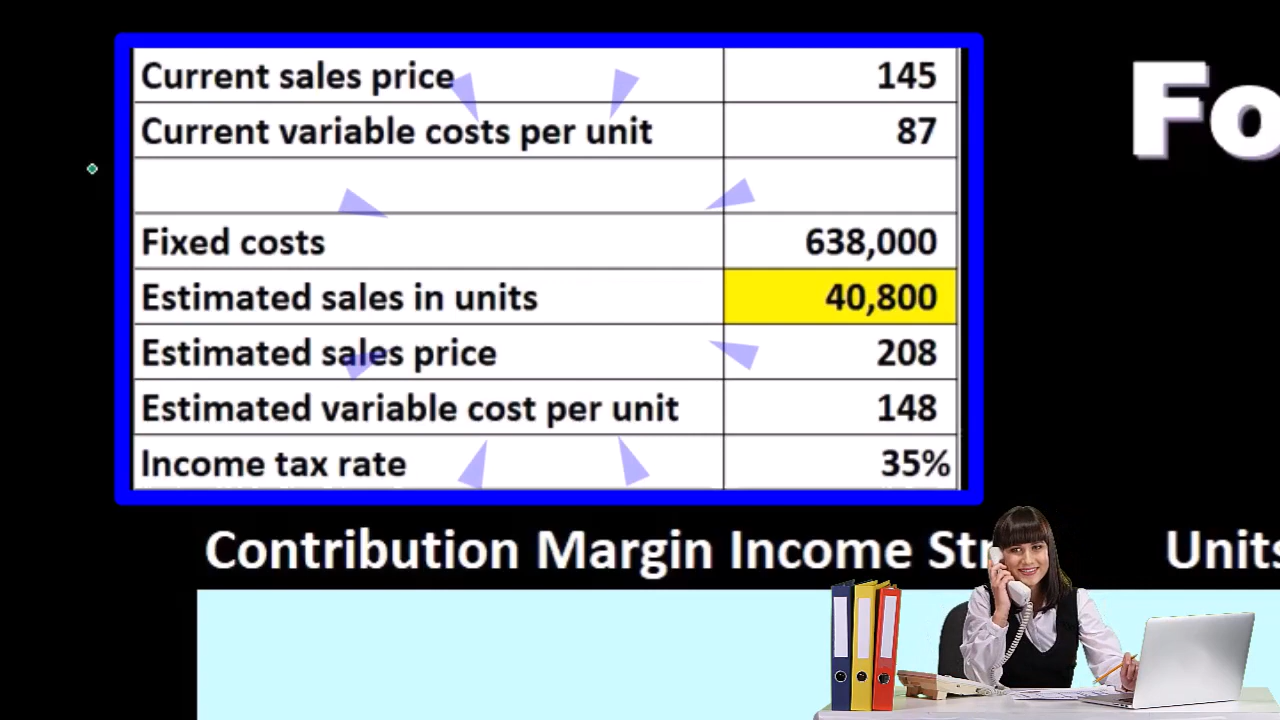 Current sales price 145
Current variable costs per unit 87
Fixed costs 638,000
Estimated sales in units 40,800
Estimated sales price 208
Estimated variable cost per unit 148
Income tax rate 35%
Fo
Contribution Margin Income Str
Units